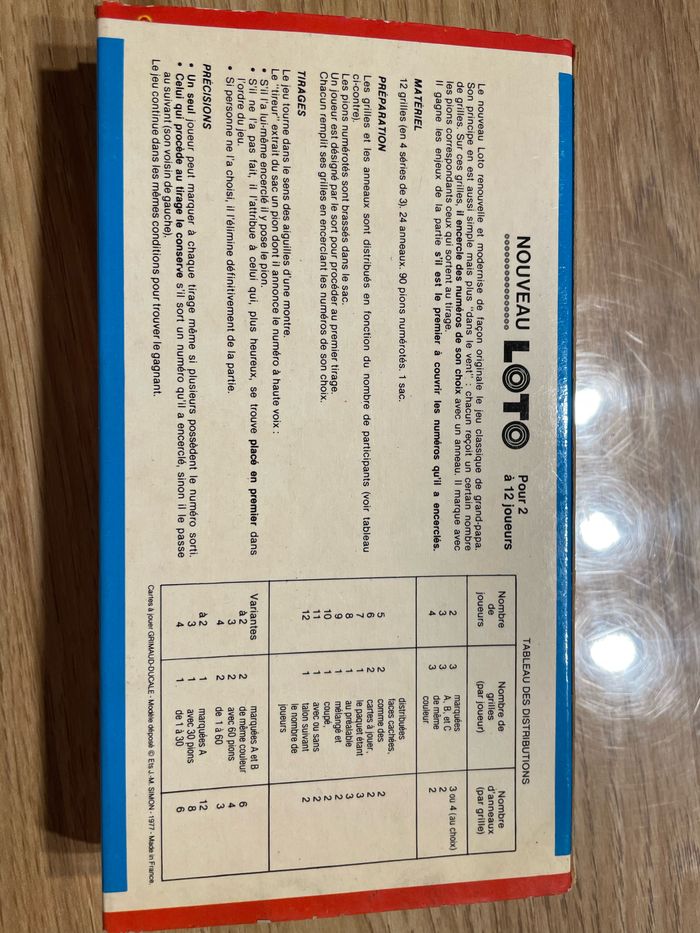 NOUVEAU LOTO Pour 2
à 12 joueurs
Le nouveau Loto renouvelle et modernise de façon originale le jeu classique de grand-papa.
Son principe en est aussi simple mais plus "dans le vent" : chacun reçoit un certain nombre
de grilles. Sur ces grilles, il encercle des numéros de son choix avec un anneau. Il marque avec
les pions correspondants ceux qui sortent au tirage.
Il gagne les enjeux de la partie s'il est le premier à couvrir les numéros qu'il a encerclés.
MATÉRIEL
12 grilles (en 4 séries de 3). 24 anneaux. 90 pions numérotés. 1 sac.
PRÉPARATION
Les grilles et les anneaux sont distribués en fonction du nombre de participants (voir tableau
ci-contre).
Les pions numérotés sont brassés dans le sac.
Un joueur est désigné par le sort pour procéder au premier tirage.
Chacun remplit ses grilles en encerclant les numéros de son choix.
TIRAGES
Le jeu tourne dans le sens des aiguilles d'une montre.
Le "tireur" extrait du sac un pion dont il annonce le numéro à haute voix :
• S'il l'a lui-même encerclé il y pose le pion.
• S'il ne l'a pas fait, il l'attribue à celui qui, plus heureux, se trouve placé en premier dans
l'ordre du jeu.
• Si personne ne l'a choisi, il l'élimine définitivement de la partie.
PRÉCISIONS
• Un seul joueur peut marquer à chaque tirage même si plusieurs possèdent le numéro sorti.
• Celui qui procède au tirage le conserve s'il sort un numéro qu'il a encerclé, sinon il le passe
au suivant (son voisin de gauche).
Le jeu continue dans les mêmes conditions pour trouver le gagnant.
TABLEAU DES DISTRIBUTIONS
Nombre de joueurs | Nombre de grilles (par joueur) | Nombre d'anneaux (par grille)
2 | 3 marquées | 3 ou 4 (au choix)
3 | 3 A, B, et C | 2
4 | 3 de même | 2
couleur
distribuées
faces cachées,
5 | 2 comme des | 2
6 | 2 cartes à jouer, | 2
7 | 1 le paquet étant | 3
8 | 1 au préalable | 3
9 | 1 mélangé et | 2
10 | 1 coupé, | 2
11 | 1 avec ou sans | 2
12 | 1 talon suivant | 2
le nombre de
joueurs
Variantes
à 2 | 2 marquées A et B | 6
3 | 2 de même couleur | 4
4 | 2 avec 60 pions | 3
de 1 à 60
à 2 | 1 marquées A | 12
3 | 1 avec 30 pions | 8
4 | 1 de 1 à 30 | 6
Cartes à jouer GRIMAUD-DUCALE - Modèle déposé © Ets J.-M. SIMON - 1977 - Made in France.